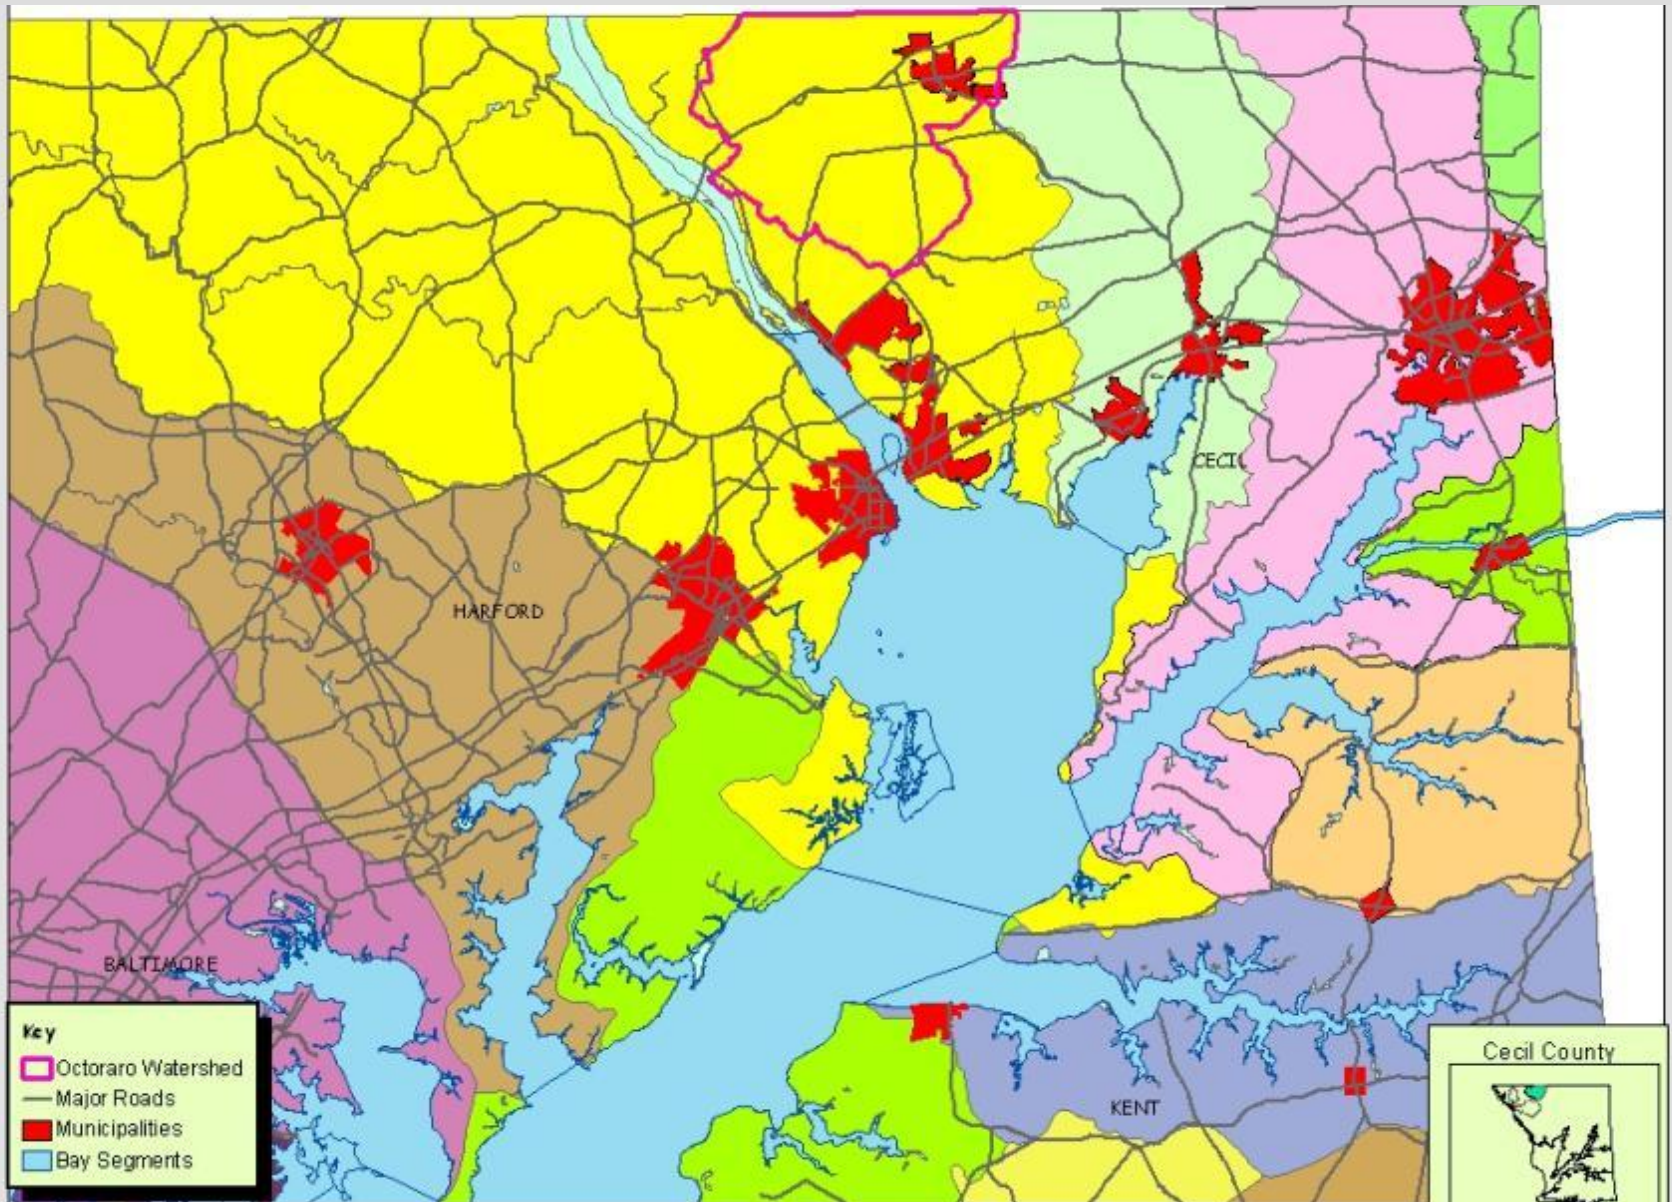 CECIL
HARFORD
BALTIMORE
KENT
Key
Octoraro Watershed
Major Roads
Municipalities
Bay Segments
Cecil County